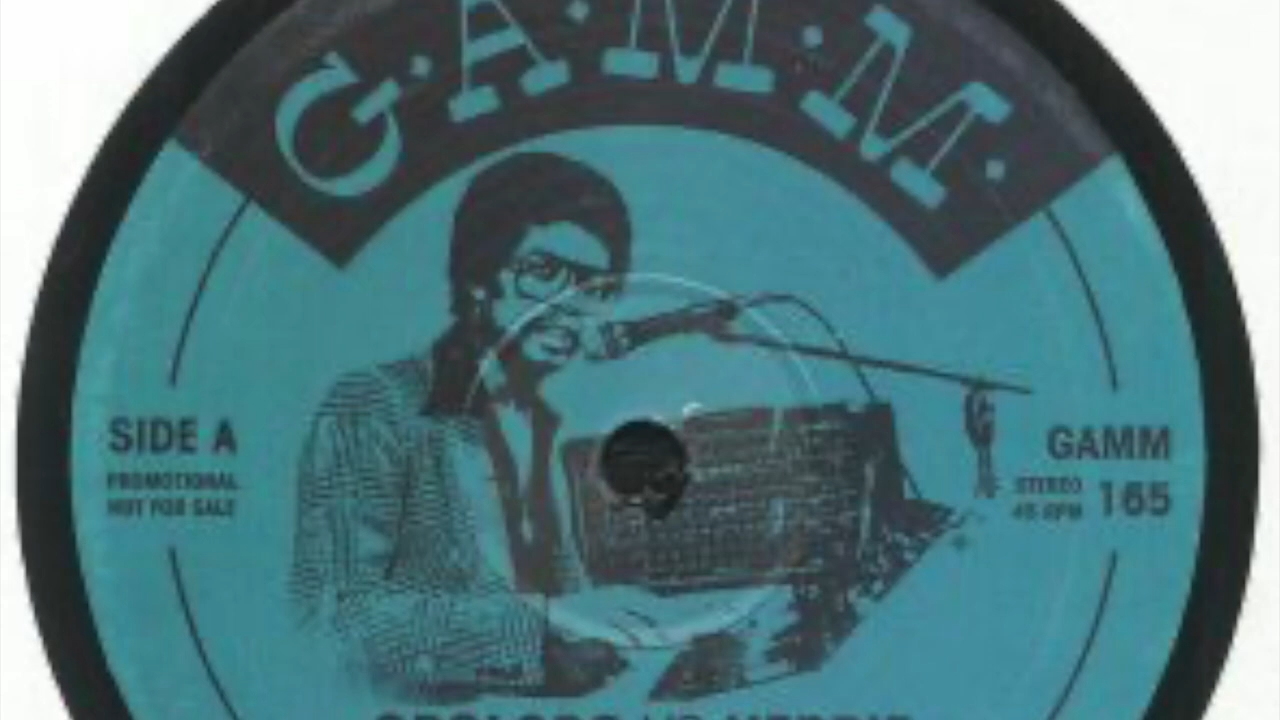 G·A·M·M·
SIDE A
PROMOTIONAL
NOT FOR SALE
GAMM
STEREO
45 RPM
165